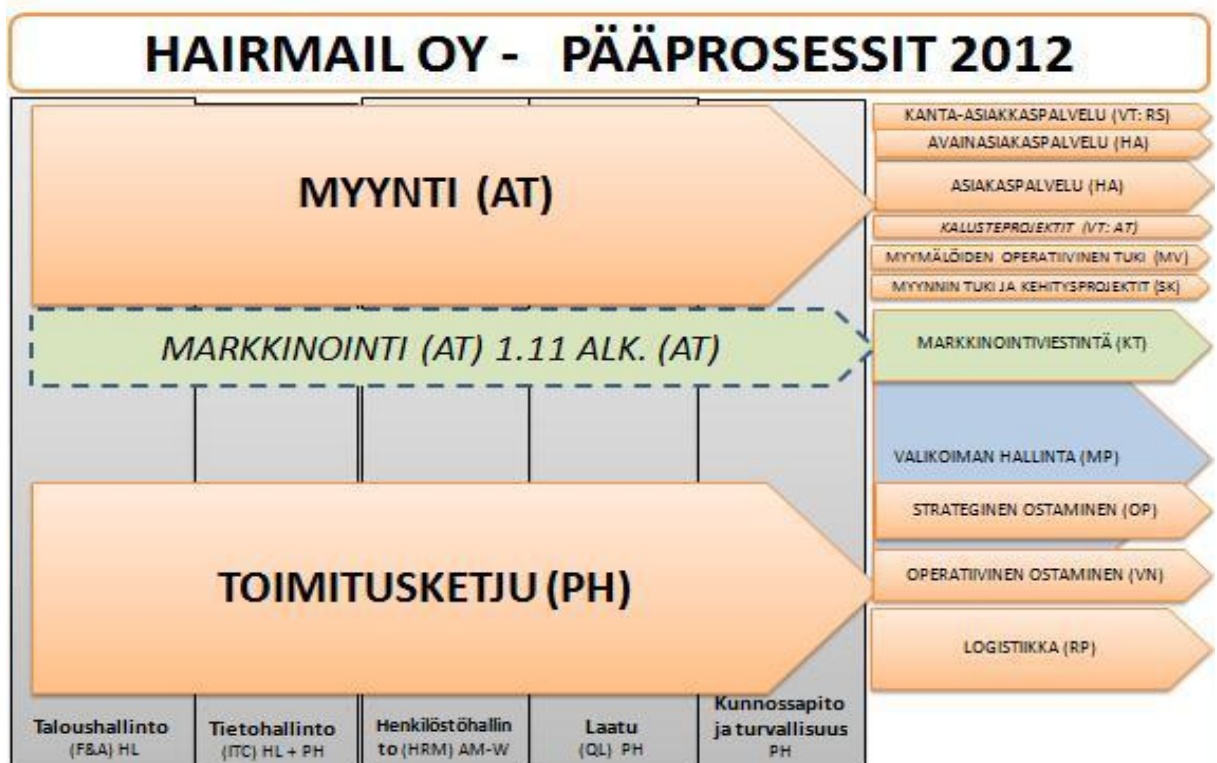 HAIRMAIL OY - PÄÄPROSESSIT 2012
MYYNTI (AT)
KANTA-ASIAKKASPALVELU (VT: RS)
AVAINASIAKASPALVELU (HA)
ASIAKASPALVELU (HA)
KALUSTEPROJEKTIT (VT: AT)
MYYMÄLÖIDEN OPERATIIVINEN TUKI (MV)
MYYNNIN TUKI JA KEHITYSPROJEKTIT (SK)
MARKKINOINTI (AT) 1.11 ALK. (AT)
MARKKINOINTIVIESTINTÄ (KT)
VALIKOIMAN HALLINTA (MP)
TOIMITUSKETJU (PH)
STRATEGINEN OSTAMINEN (OP)
OPERATIIVINEN OSTAMINEN (VN)
LOGISTIIKKA (RP)
Taloushallinto
(F&A) HL
Tietohallinto
(ITC) HL + PH
Henkilöstöhallin
to (HRM) AM-W
Laatu
(QL) PH
Kunnossapito
ja turvallisuus
PH